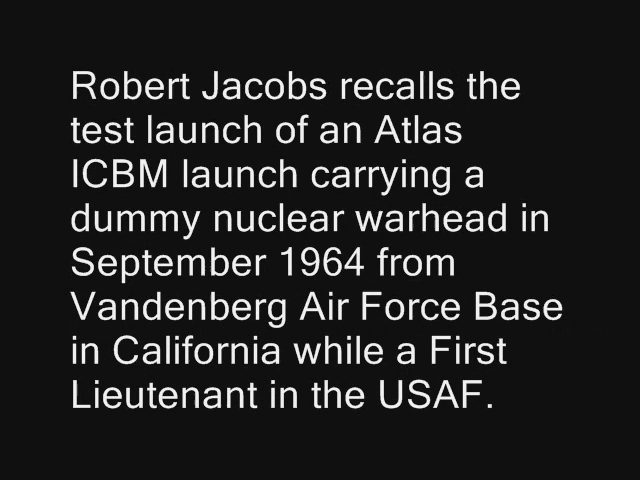 Robert Jacobs recalls the
test launch of an Atlas
ICBM launch carrying a
dummy nuclear warhead in
September 1964 from
Vandenberg Air Force Base
in California while a First
Lieutenant in the USAF.